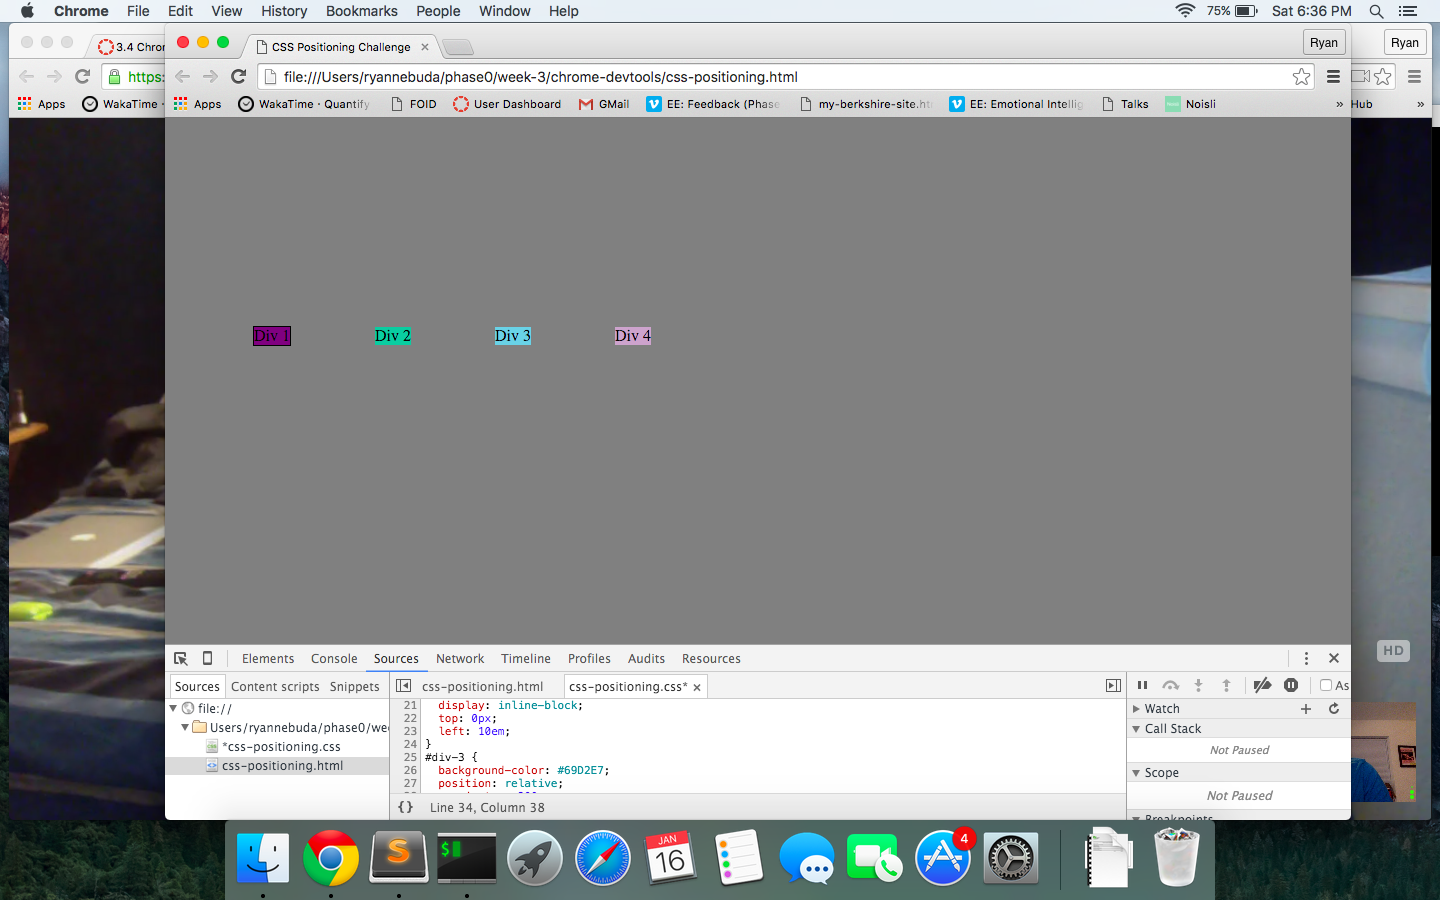 Chrome File Edit View History Bookmarks People Window Help 75% Sat 6:36 PM
3.4 Chror CSS Positioning Challenge Ryan Ryan
https: file:///Users/ryannebuda/phase0/week-3/chrome-devtools/css-positioning.html
Apps WakaTime · Apps WakaTime · Quantify FOID User Dashboard GMail EE: Feedback (Phase my-berkshire-site.ht EE: Emotional Intellig Talks Noisli » Hub »
Div 1 Div 2 Div 3 Div 4
HD
Elements Console Sources Network Timeline Profiles Audits Resources
Sources Content scripts Snippets css-positioning.html css-positioning.css* As
file://
Users/ryannebuda/phase0/wee
*css-positioning.css
css-positioning.html
21 display: inline-block;
22 top: 0px;
23 left: 10em;
24 }
25 #div-3 {
26 background-color: #69D2E7;
27 position: relative;
{} Line 34, Column 38
Watch
Call Stack
Not Paused
Scope
Not Paused
Breakpoints
JAN
16
4
S
$